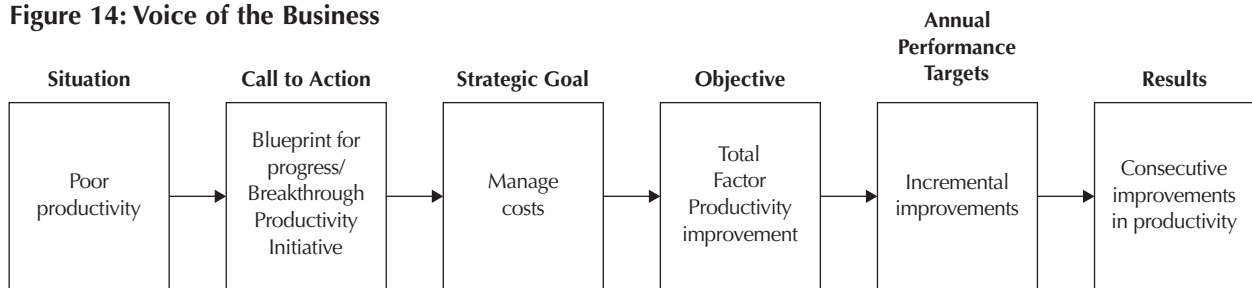 Figure 14: Voice of the Business
Situation
Poor
productivity
Call to Action
Blueprint for
progress/
Breakthrough
Productivity
Initiative
Strategic Goal
Manage
costs
Objective
Total
Factor
Productivity
improvement
Annual
Performance
Targets
Incremental
improvements
Results
Consecutive
improvements
in productivity